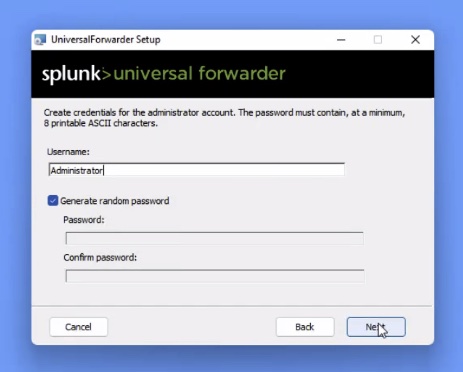 UniversalForwarder Setup
splunk>universal forwarder
Create credentials for the administrator account. The password must contain, at a minimum,
8 printable ASCII characters.
Username:
Administrator
Generate random password
Password:
Confirm password:
Cancel
Back
Next